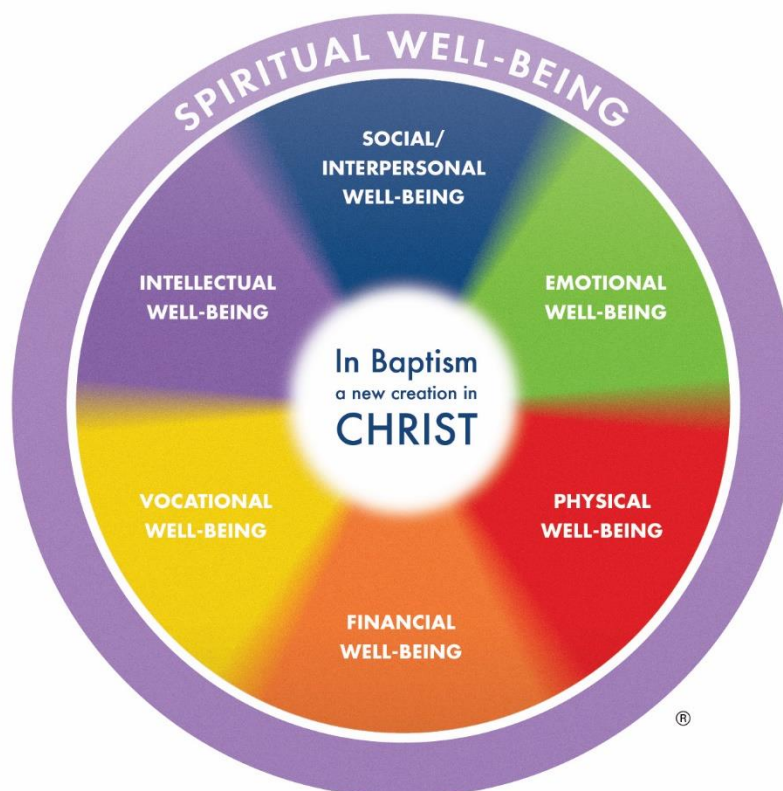 SPIRITUAL WELL-BEING
SOCIAL/
INTERPERSONAL
WELL-BEING
EMOTIONAL
WELL-BEING
PHYSICAL
WELL-BEING
FINANCIAL
WELL-BEING
VOCATIONAL
WELL-BEING
INTELLECTUAL
WELL-BEING
In Baptism
a new creation in
CHRIST
®